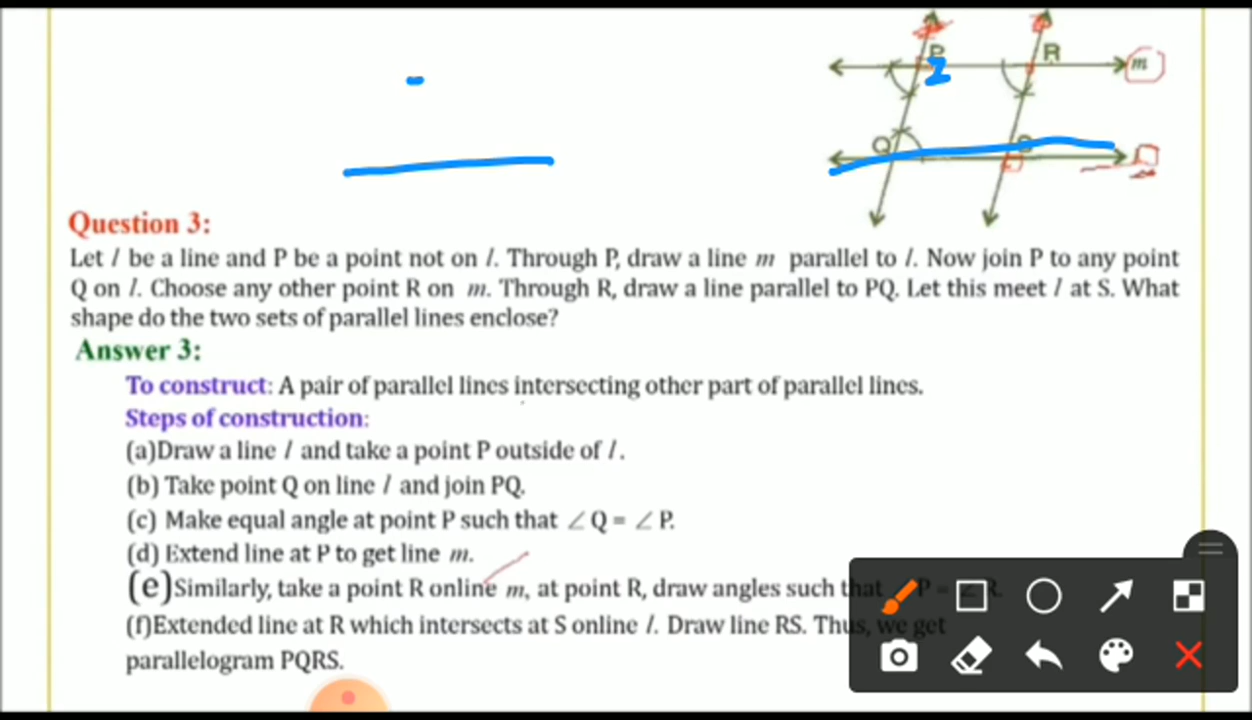 P R m
Q
Question 3:
Let l be a line and P be a point not on l. Through P, draw a line m parallel to l. Now join P to any point
Q on l. Choose any other point R on m. Through R, draw a line parallel to PQ. Let this meet l at S. What
shape do the two sets of parallel lines enclose?
Answer 3:
To construct: A pair of parallel lines intersecting other part of parallel lines.
Steps of construction:
(a)Draw a line l and take a point P outside of l.
(b) Take point Q on line l and join PQ.
(c) Make equal angle at point P such that ∠Q = ∠P.
(d) Extend line at P to get line m.
(e)Similarly, take a point R online m, at point R, draw angles such that ∠P = ∠R.
(f)Extended line at R which intersects at S online l. Draw line RS. Thus, we get
parallelogram PQRS.